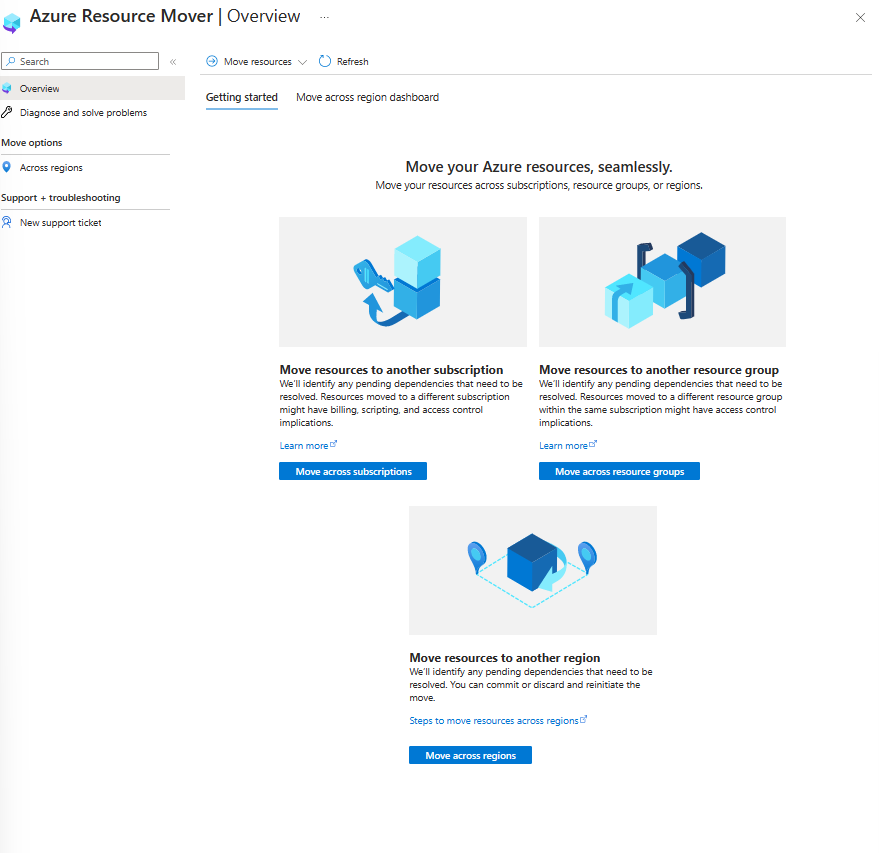 Azure Resource Mover | Overview ...
Search «
Overview
Diagnose and solve problems
Move options
Across regions
Support + troubleshooting
New support ticket
Move resources Refresh
Getting started Move across region dashboard
Move your Azure resources, seamlessly.
Move your resources across subscriptions, resource groups, or regions.
Move resources to another subscription
We'll identify any pending dependencies that need to be
resolved. Resources moved to a different subscription
might have billing, scripting, and access control
implications.
Learn more
Move across subscriptions
Move resources to another resource group
We'll identify any pending dependencies that need to be
resolved. Resources moved to a different resource group
within the same subscription might have access control
implications.
Learn more
Move across resource groups
Move resources to another region
We'll identify any pending dependencies that need to be
resolved. You can commit or discard and reinitiate the
move.
Steps to move resources across regions
Move across regions